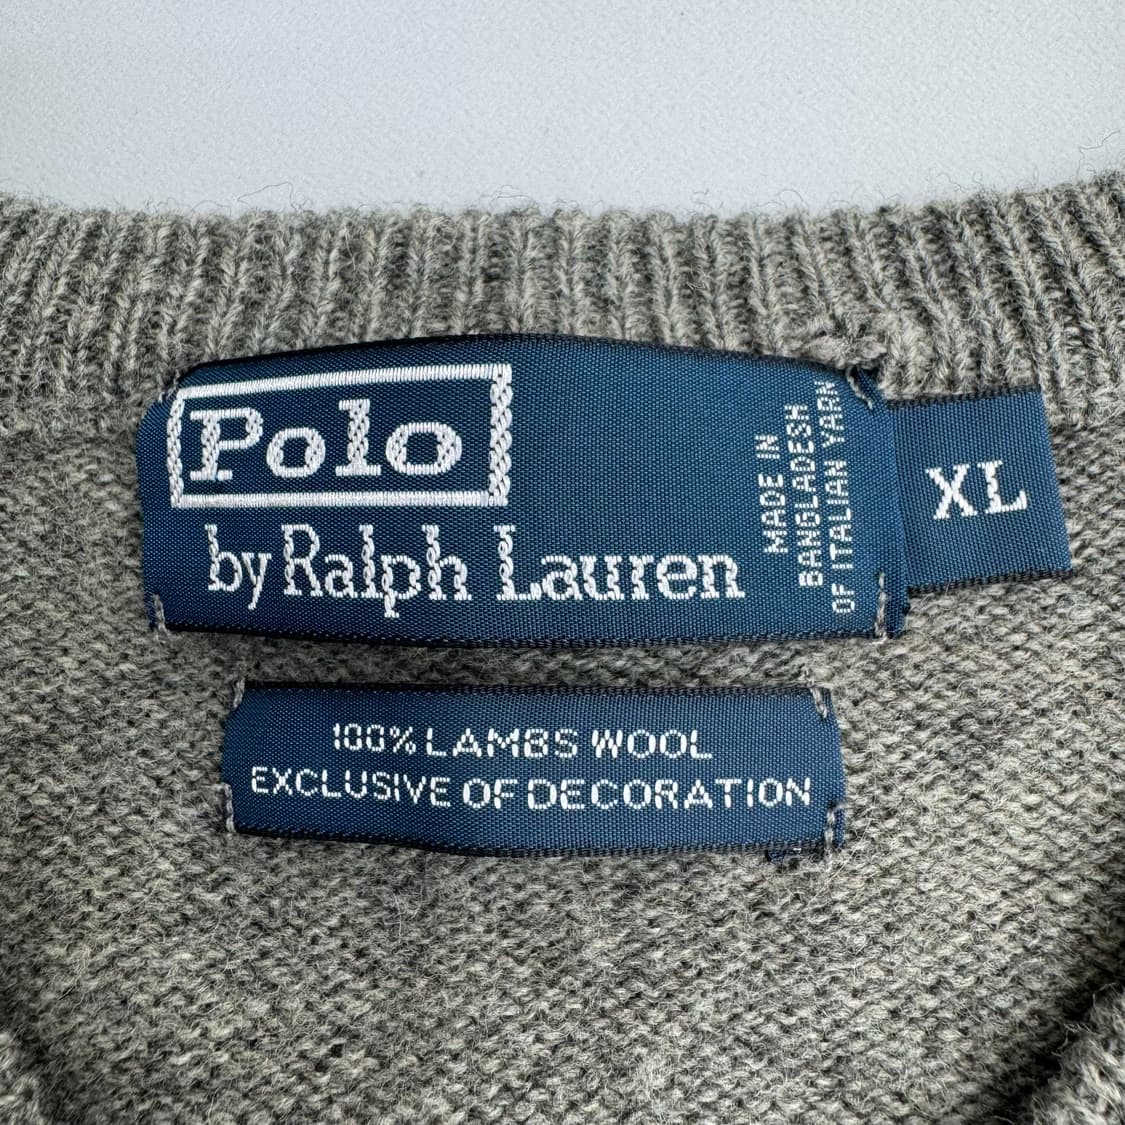 Polo
by Ralph Lauren
MADE IN
BANGLADESH
OF ITALIAN YARN
XL
100% LAMBS WOOL
EXCLUSIVE OF DECORATION